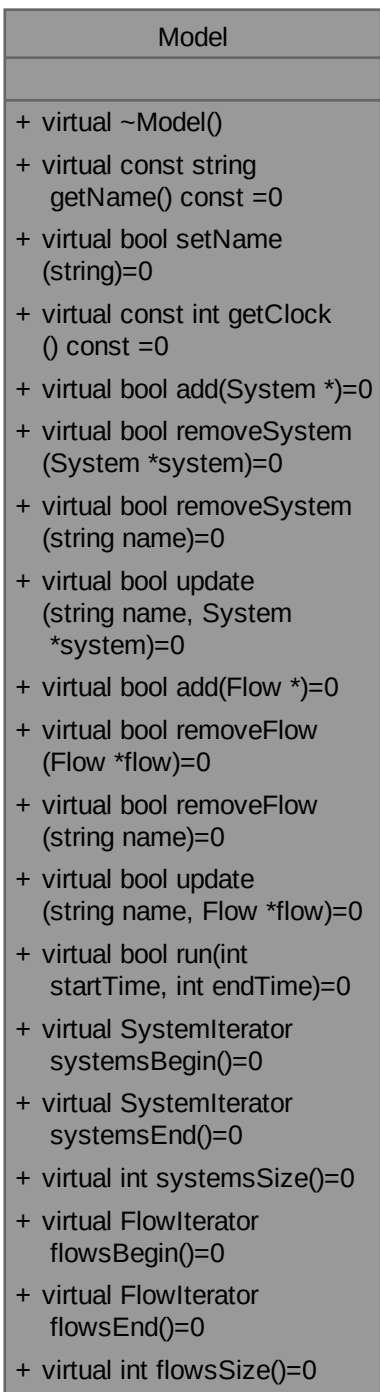 Model
+ virtual ~Model()
+ virtual const string
getName() const =0
+ virtual bool setName
(string)=0
+ virtual const int getClock
() const =0
+ virtual bool add(System *)=0
+ virtual bool removeSystem
(System *system)=0
+ virtual bool removeSystem
(string name)=0
+ virtual bool update
(string name, System
*system)=0
+ virtual bool add(Flow *)=0
+ virtual bool removeFlow
(Flow *flow)=0
+ virtual bool removeFlow
(string name)=0
+ virtual bool update
(string name, Flow *flow)=0
+ virtual bool run(int
startTime, int endTime)=0
+ virtual SystemIterator
systemsBegin()=0
+ virtual SystemIterator
systemsEnd()=0
+ virtual int systemsSize()=0
+ virtual FlowIterator
flowsBegin()=0
+ virtual FlowIterator
flowsEnd()=0
+ virtual int flowsSize()=0